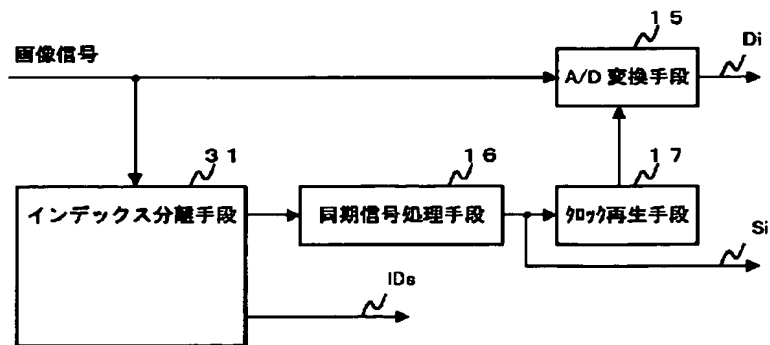 画像信号
15
A/D 変換手段
Di
31
インデックス分離手段
16
同期信号処理手段
17
クロック再生手段
Si
IDs